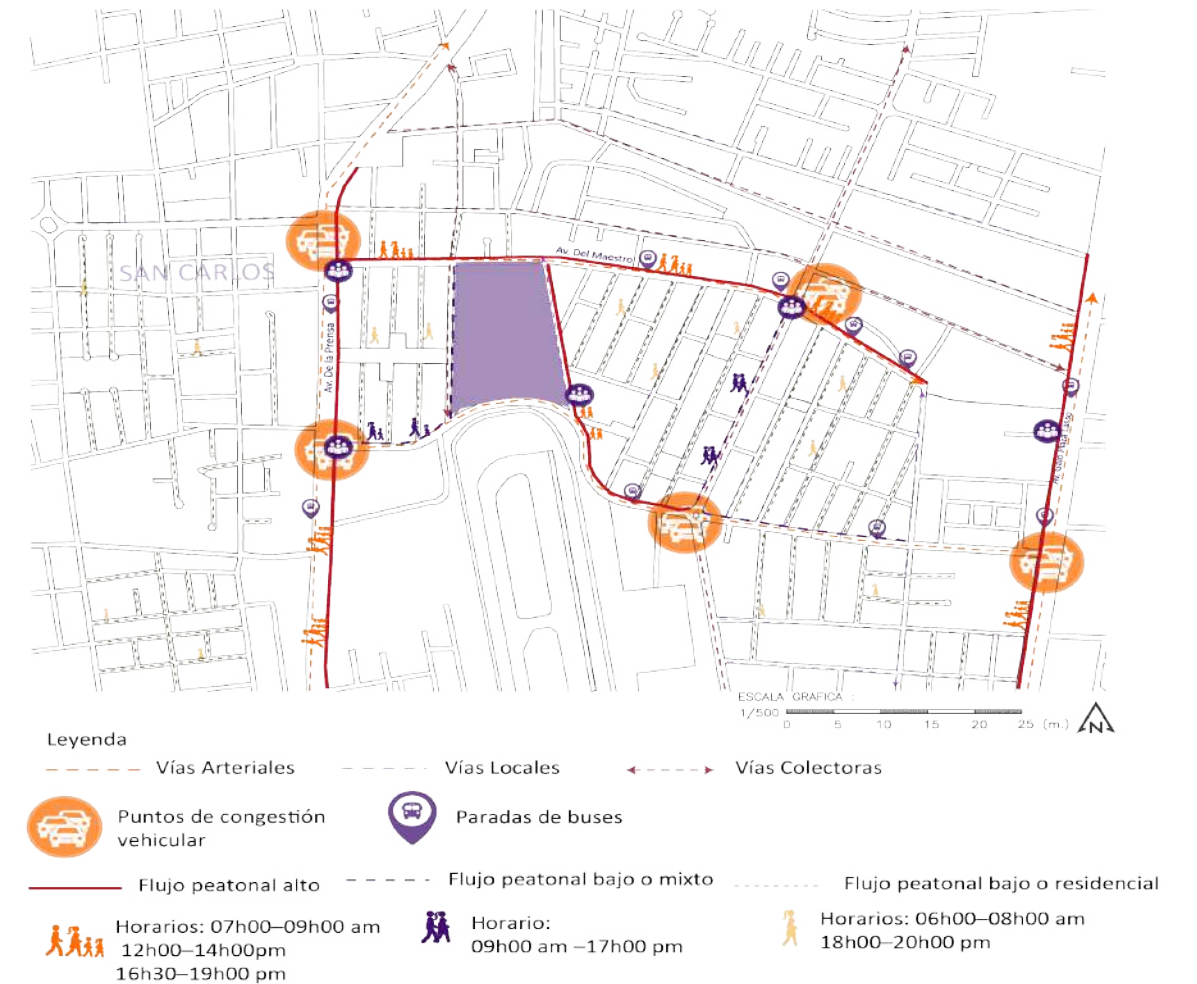 Av. Del Maestro
SAN CARLOS
Av. De la Prensa
ESCALA GRAFICA :
1/500
0 5 10 15 20 25 (m.)
N
Leyenda
Vías Arteriales
Vías Locales
Vías Colectoras
Puntos de congestión
vehicular
Paradas de buses
Flujo peatonal alto
Flujo peatonal bajo o mixto
Flujo peatonal bajo o residencial
Horarios: 07h00–09h00 am
12h00–14h00pm
16h30–19h00 pm
Horario:
09h00 am –17h00 pm
Horarios: 06h00–08h00 am
18h00–20h00 pm